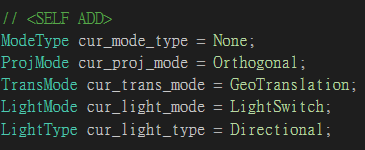 // <SELF ADD>
ModeType cur_mode_type = None;
ProjMode cur_proj_mode = Orthogonal;
TransMode cur_trans_mode = GeoTranslation;
LightMode cur_light_mode = LightSwitch;
LightType cur_light_type = Directional;